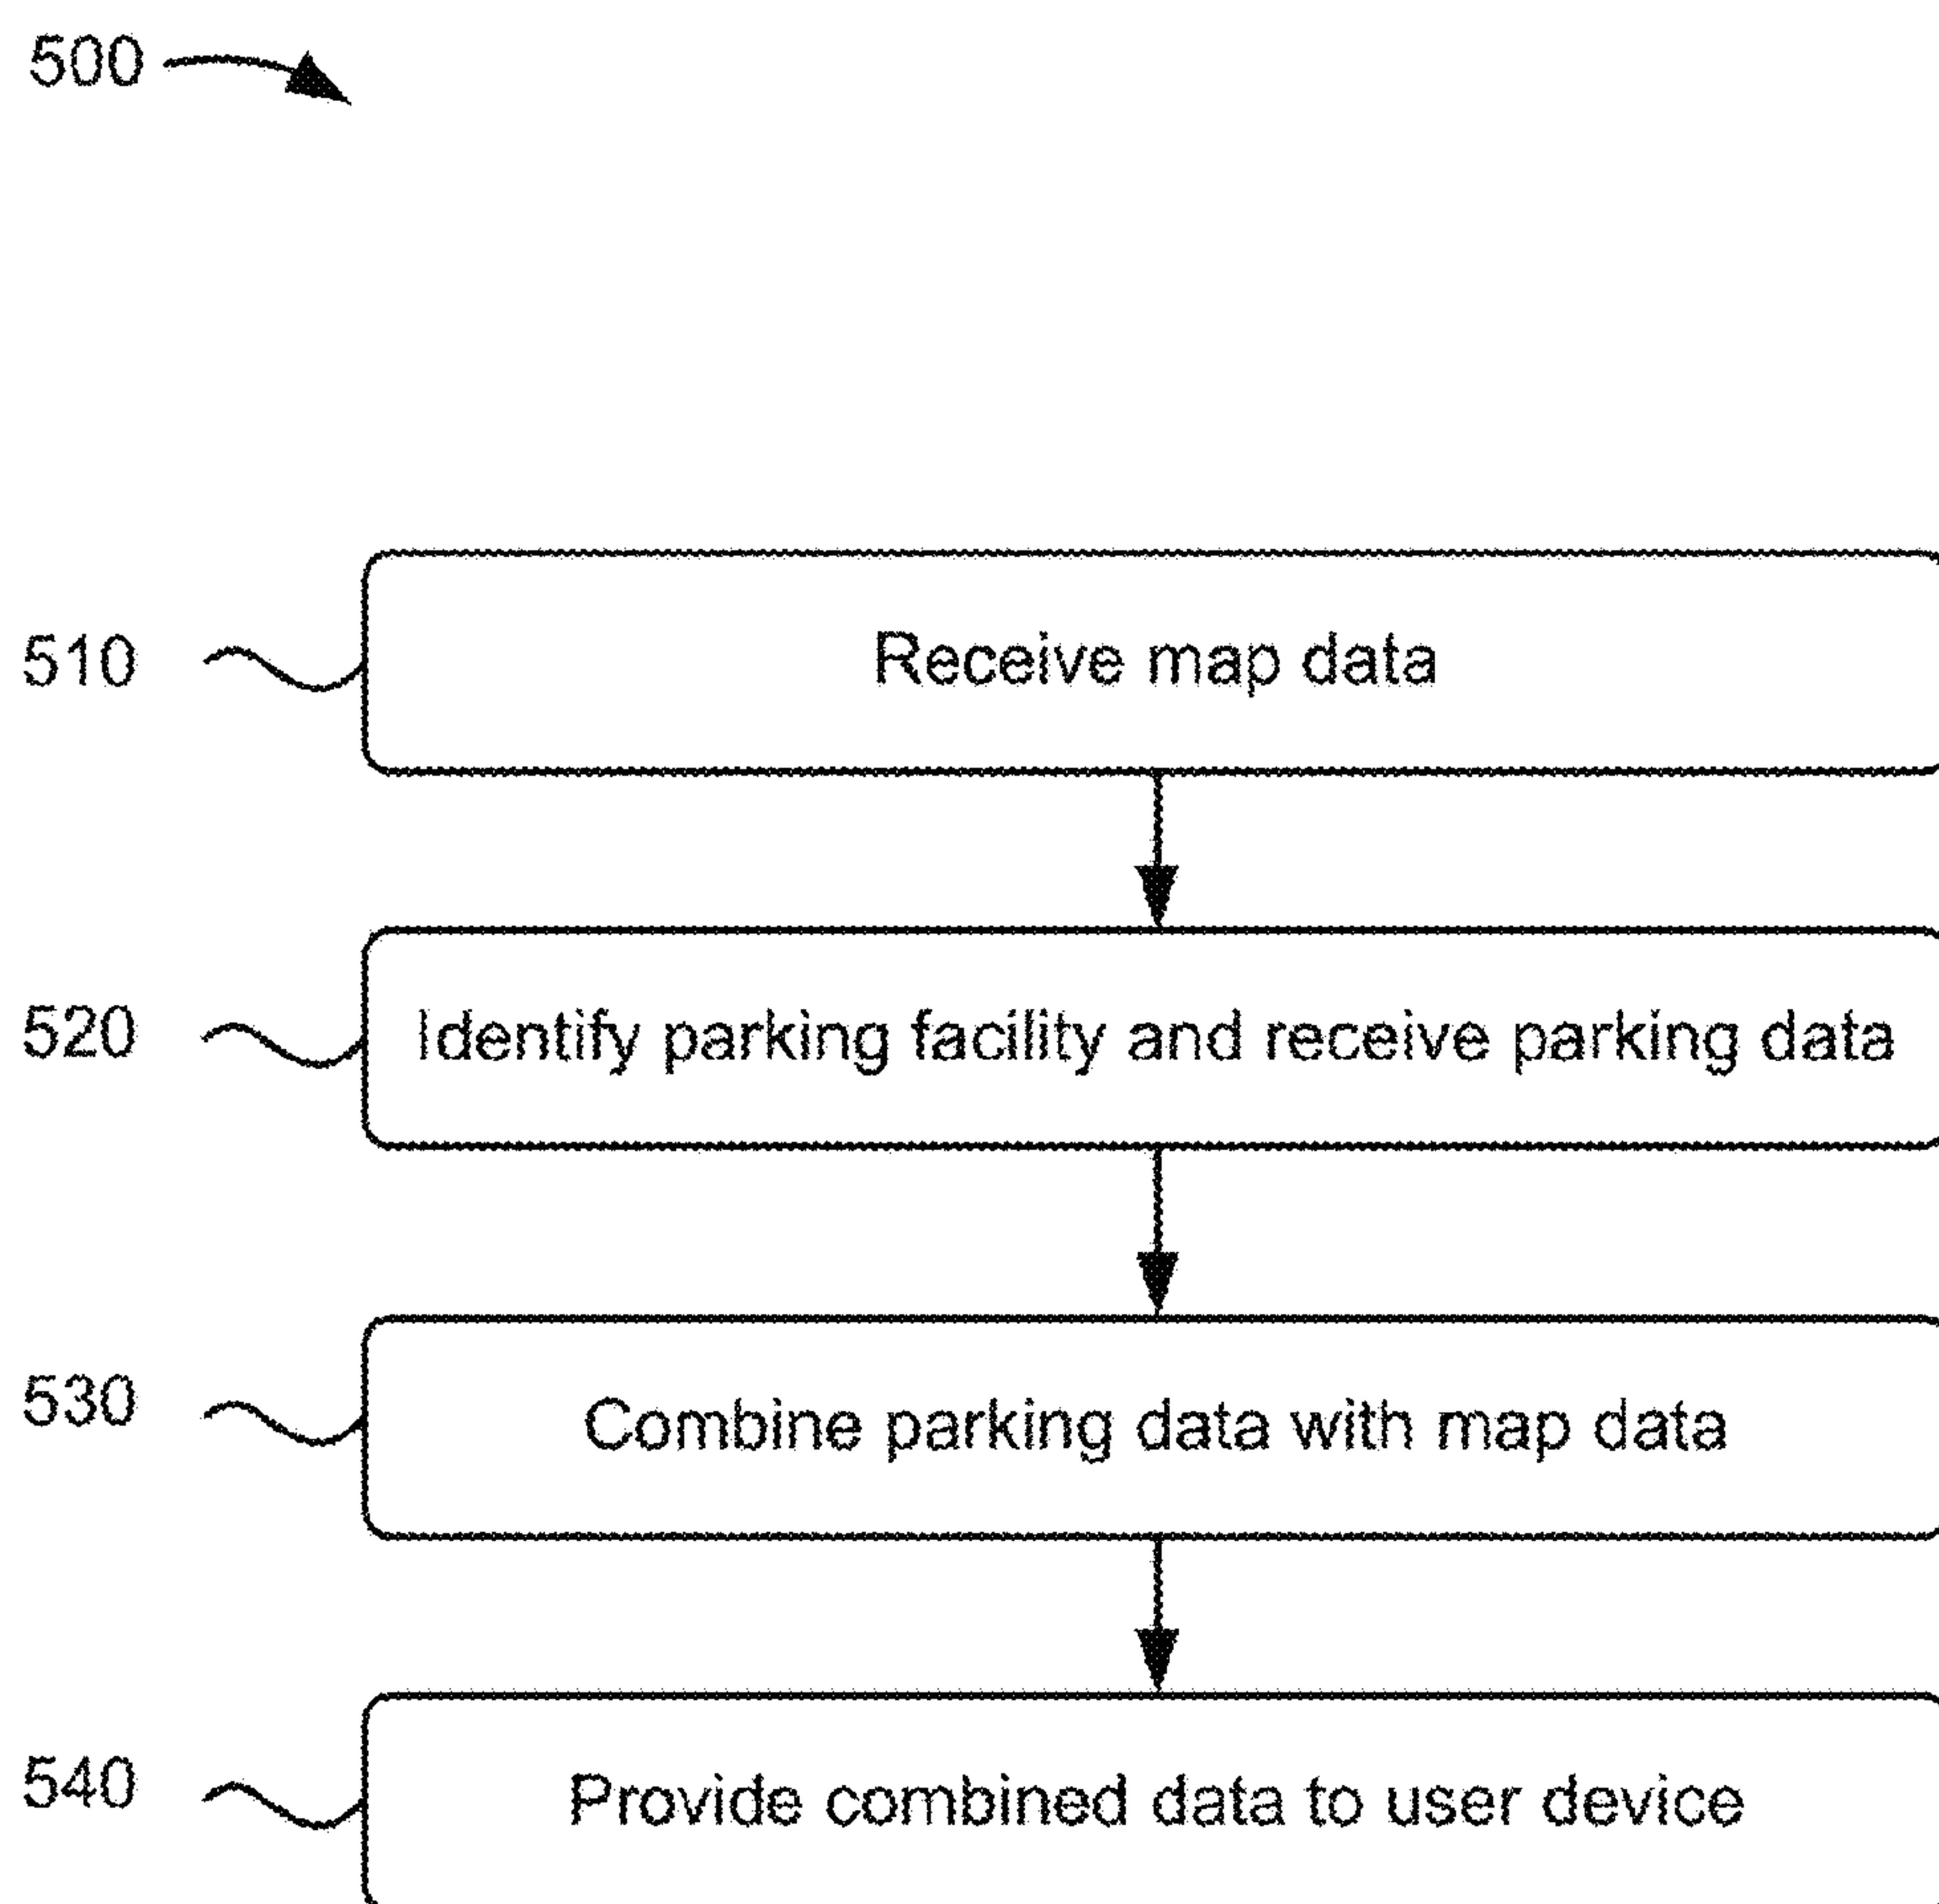 500
510 Receive map data
520 Identify parking facility and receive parking data
530 Combine parking data with map data
540 Provide combined data to user device